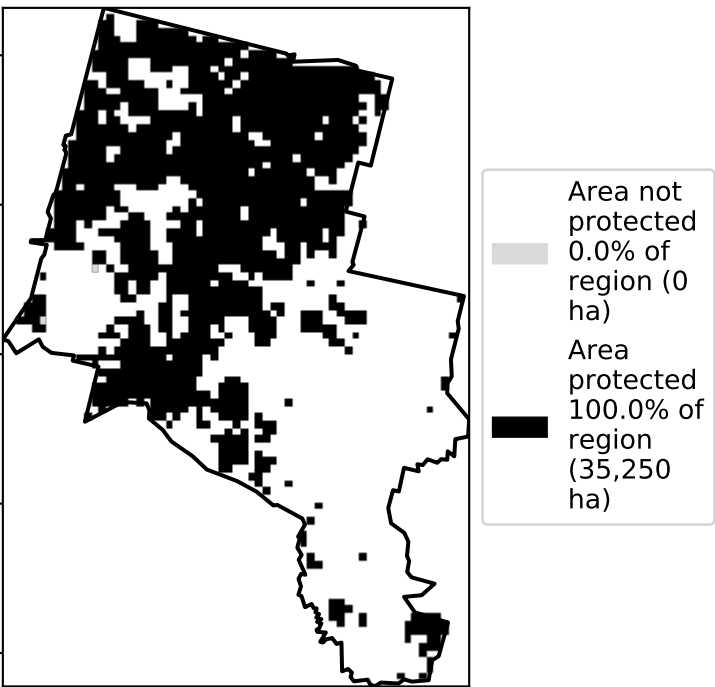 Area not
protected
0.0% of
region (0
ha)
Area
protected
100.0% of
region
(35,250
ha)